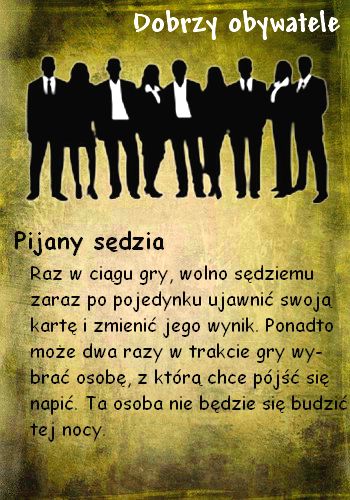 Dobrzy obywatele
Pijany sędzia
Raz w ciągu gry, wolno sędziemu
zaraz po pojedynku ujawnić swoją
kartę i zmienić jego wynik. Ponadto
może dwa razy w trakcie gry wy-
brać osobę, z którą chce pójść się
napić. Ta osoba nie będzie się budzić
tej nocy.